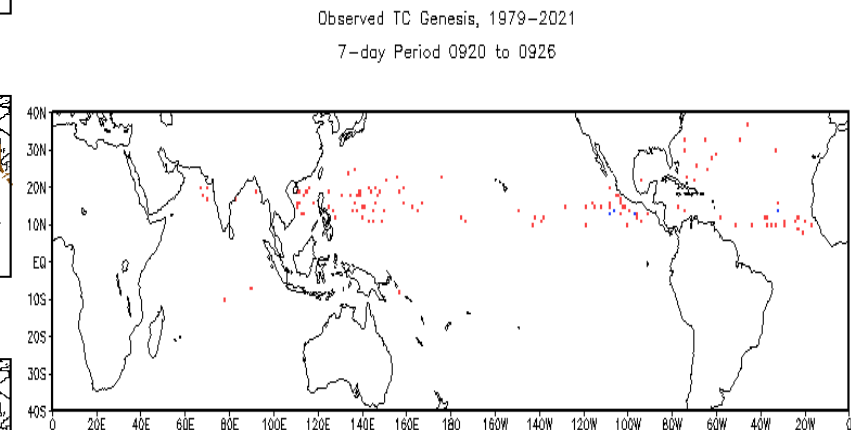 Observed TC Genesis, 1979-2021
7-day Period 0920 to 0926
40N
30N
20N
10N
EQ
10S
20S
30S
40S
0 20E 40E 60E 80E 100E 120E 140E 160E 180 160W 140W 120W 100W 80W 60W 40W 20W 0